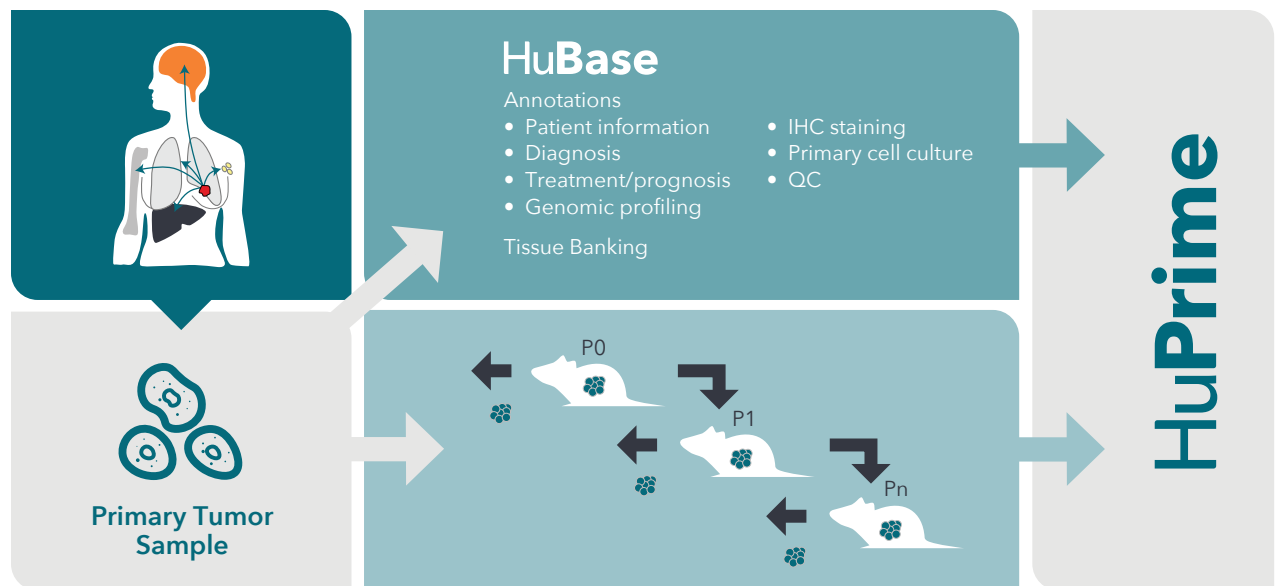 HuBase
Annotations
• Patient information
• Diagnosis
• Treatment/prognosis
• Genomic profiling
• IHC staining
• Primary cell culture
• QC
Tissue Banking
Primary Tumor
Sample
P0
P1
Pn
HuPrime